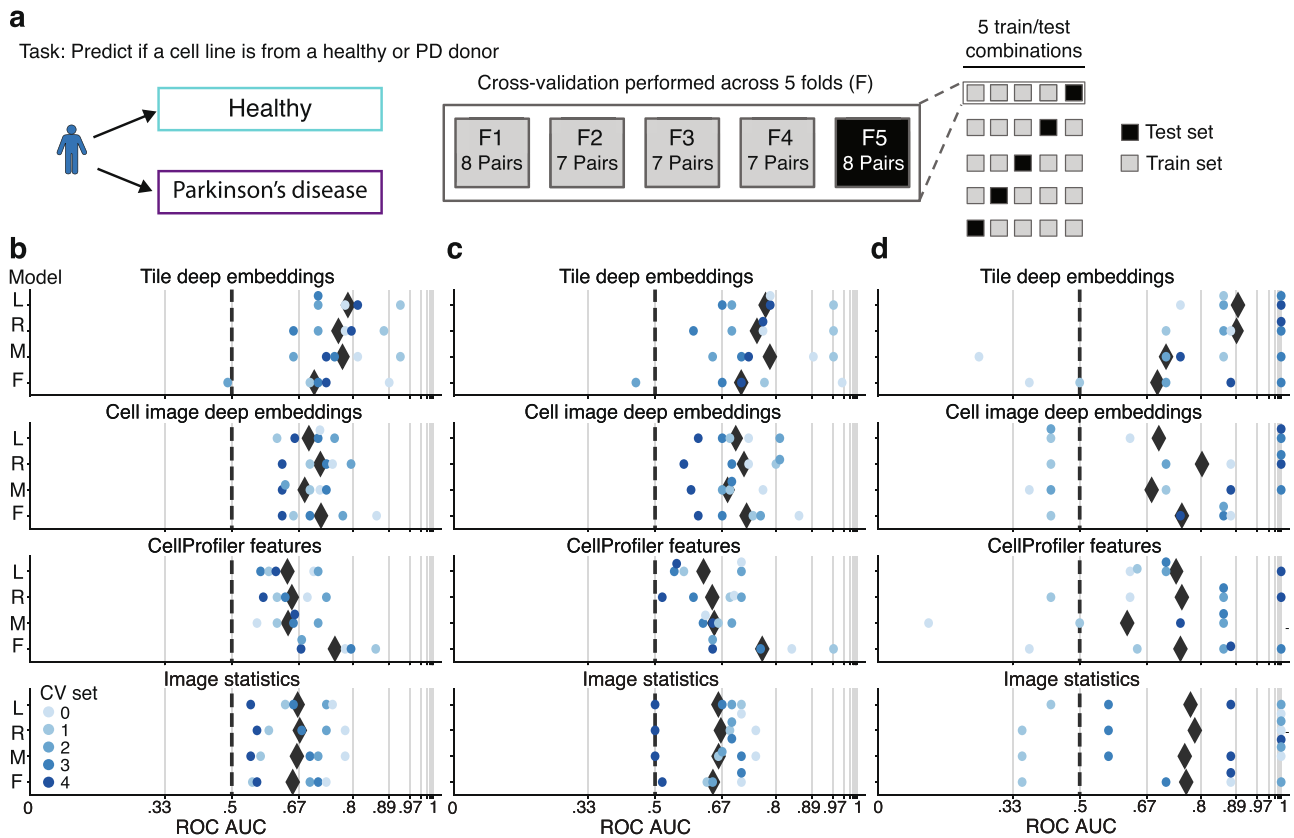 a
Task: Predict if a cell line is from a healthy or PD donor
Healthy
Parkinson's disease
Cross-validation performed across 5 folds (F)
F1
8 Pairs
F2
7 Pairs
F3
7 Pairs
F4
7 Pairs
F5
8 Pairs
5 train/test
combinations
Test set
Train set
b
Model
Tile deep embeddings
L
R
M
F
Cell image deep embeddings
L
R
M
F
CellProfiler features
L
R
M
F
Image statistics
CV set
0
1
2
3
4
L
R
M
F
0 .33 .5 .67 .8 .89 .97 1
ROC AUC
c
Tile deep embeddings
Cell image deep embeddings
CellProfiler features
Image statistics
0 .33 .5 .67 .8 .89 .97 1
ROC AUC
d
Tile deep embeddings
Cell image deep embeddings
CellProfiler features
Image statistics
0 .33 .5 .67 .8 .89 .97 1
ROC AUC